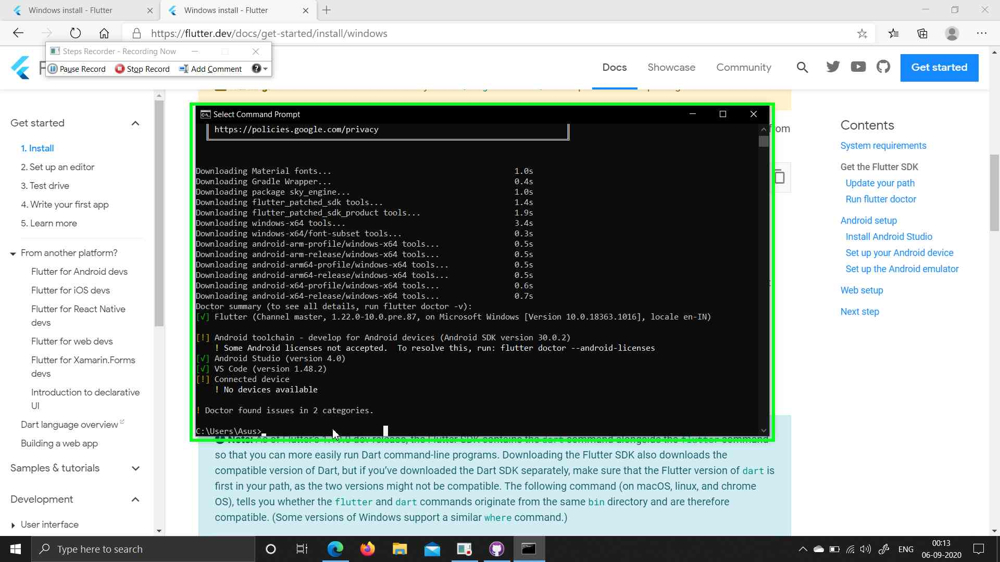 Windows install - Flutter
Windows install - Flutter
https://flutter.dev/docs/get-started/install/windows
Steps Recorder - Recording Now
Pause Record
Stop Record
Add Comment
Docs
Showcase
Community
Get started
Get started
1. Install
2. Set up an editor
3. Test drive
4. Write your first app
5. Learn more
From another platform?
Flutter for Android devs
Flutter for iOS devs
Flutter for React Native
devs
Flutter for web devs
Flutter for Xamarin.Forms
devs
Introduction to declarative
UI
Dart language overview
Building a web app
Samples & tutorials
Development
User interface
Select Command Prompt
https://policies.google.com/privacy
Downloading Material fonts... 1.0s
Downloading Gradle Wrapper... 0.4s
Downloading package sky_engine... 1.0s
Downloading flutter_patched_sdk tools... 1.4s
Downloading flutter_patched_sdk_product tools... 1.9s
Downloading windows-x64 tools... 3.4s
Downloading windows-x64/font-subset tools... 0.3s
Downloading android-arm-profile/windows-x64 tools... 0.5s
Downloading android-arm-release/windows-x64 tools... 0.5s
Downloading android-arm64-profile/windows-x64 tools... 0.5s
Downloading android-arm64-release/windows-x64 tools... 0.5s
Downloading android-x64-profile/windows-x64 tools... 0.6s
Downloading android-x64-release/windows-x64 tools... 0.7s
Doctor summary (to see all details, run flutter doctor -v):
[√] Flutter (Channel master, 1.22.0-10.0.pre.87, on Microsoft Windows [Version 10.0.18363.1016], locale en-IN)
[!] Android toolchain - develop for Android devices (Android SDK version 30.0.2)
! Some Android licenses not accepted.  To resolve this, run: flutter doctor --android-licenses
[√] Android Studio (version 4.0)
[√] VS Code (version 1.48.2)
[!] Connected device
! No devices available
! Doctor found issues in 2 categories.
C:\Users\Asus>
from
Note: As of Flutter's dev release, the Flutter SDK contains the dart command alongside the flutter command
so that you can more easily run Dart command-line programs. Downloading the Flutter SDK also downloads the
compatible version of Dart, but if you've downloaded the Dart SDK separately, make sure that the Flutter version of dart is
first in your path, as the two versions might not be compatible. The following command (on macOS, linux, and chrome
OS), tells you whether the flutter and dart commands originate from the same bin directory and are therefore
compatible. (Some versions of Windows support a similar where command.)
Contents
System requirements
Get the Flutter SDK
Update your path
Run flutter doctor
Android setup
Install Android Studio
Set up your Android device
Set up the Android emulator
Web setup
Next step
Type here to search
ENG
00:13
06-09-2020